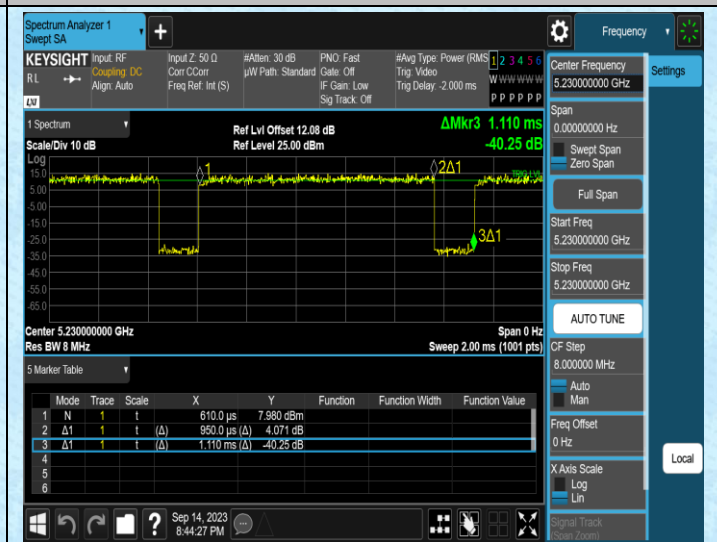 Spectrum Analyzer 1
Swept SA
+
Frequency
KEYSIGHT
RL
LXI
Input: RF
Coupling: DC
Align: Auto
Input Z: 50 Ω
Corr CCorr
Freq Ref: Int (S)
#Atten: 30 dB
µW Path: Standard
PNO: Fast
Gate: Off
IF Gain: Low
Sig Track: Off
#Avg Type: Power (RMS
Trig: Video
Trig Delay: -2.000 ms
1 2 3 4 5 6
W W W W W W
P P P P P P
Center Frequency
5.230000000 GHz
Settings
Span
0.00000000 Hz
Swept Span
Zero Span
Full Span
Start Freq
5.230000000 GHz
Stop Freq
5.230000000 GHz
AUTO TUNE
CF Step
8.000000 MHz
Auto
Man
Freq Offset
0 Hz
X Axis Scale
Log
Lin
Signal Track
(Span Zoom)
Local
1 Spectrum
Scale/Div 10 dB
Ref Lvl Offset 12.08 dB
Ref Level 25.00 dBm
ΔMkr3 1.110 ms
-40.25 dB
Log
15.0
5.00
-5.00
-15.0
-25.0
-35.0
-45.0
-55.0
-65.0
1
2Δ1
TRIG LVL
3Δ1
Center 5.230000000 GHz
Res BW 8 MHz
Span 0 Hz
Sweep 2.00 ms (1001 pts)
5 Marker Table
Mode Trace Scale X Y Function Function Width Function Value
1 N 1 t 610.0 µs 7.980 dBm
2 Δ1 1 t (Δ) 950.0 µs (Δ) 4.071 dB
3 Δ1 1 t (Δ) 1.110 ms (Δ) -40.25 dB
4
5
6
?
Sep 14, 2023
8:44:27 PM